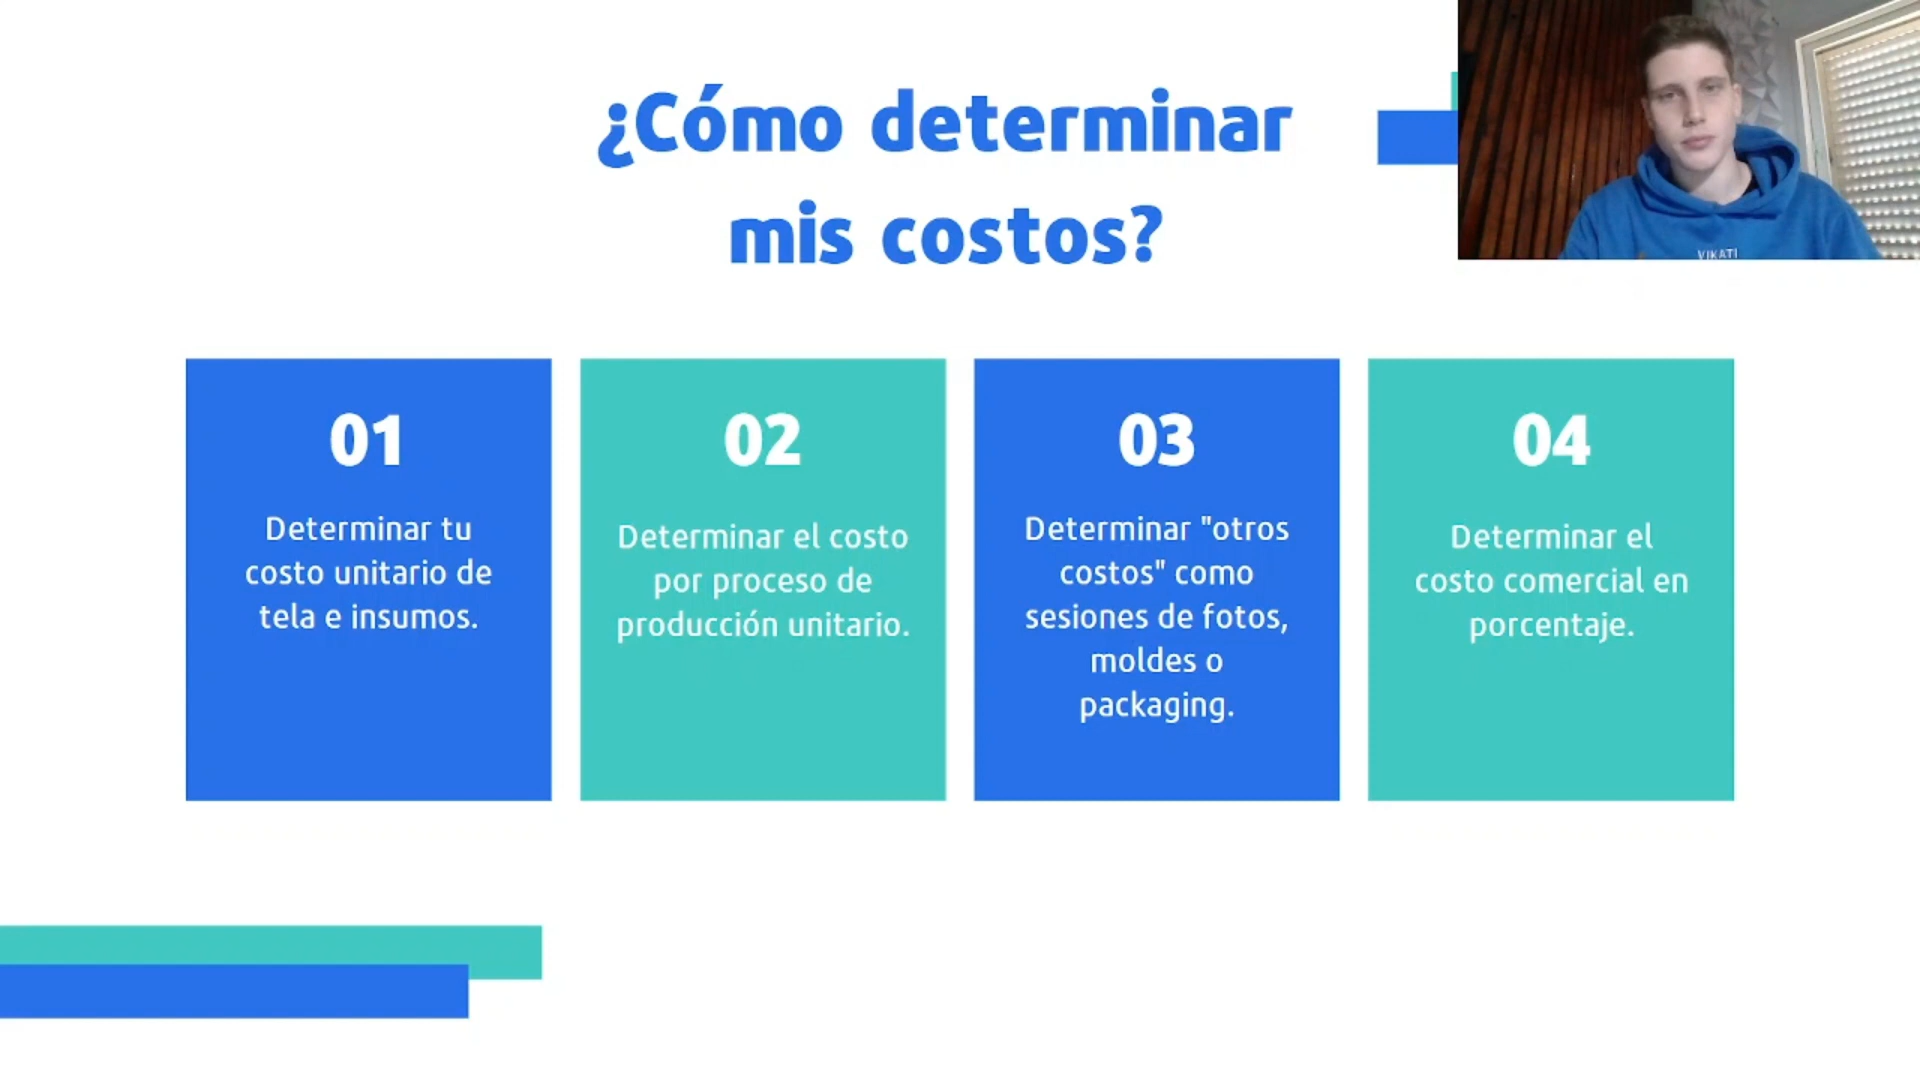 ¿Cómo determinar
mis costos?
VIKATI
01
Determinar tu
costo unitario de
tela e insumos.
02
Determinar el costo
por proceso de
producción unitario.
03
Determinar "otros
costos" como
sesiones de fotos,
moldes o
packaging.
04
Determinar el
costo comercial en
porcentaje.